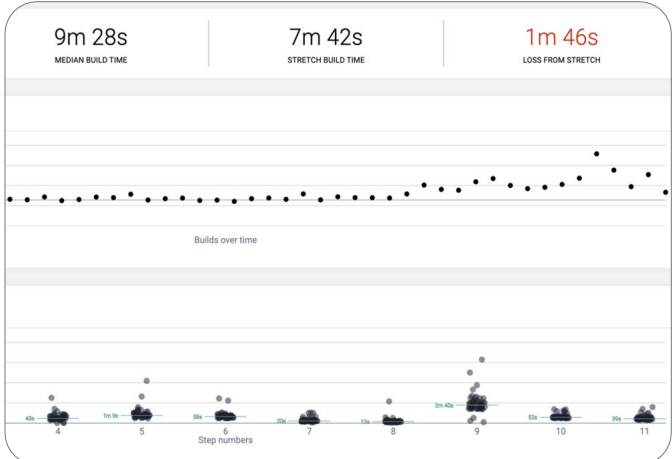 9m 28s 7m 42s 1m 46s
MEDIAN BUILD TIME STRETCH BUILD TIME LOSS FROM STRETCH
Builds over time
2m 40s
43s 1m 9s 58s 20s 13s 52s 39s
4 5 6 7 8 9 10 11
Step numbers